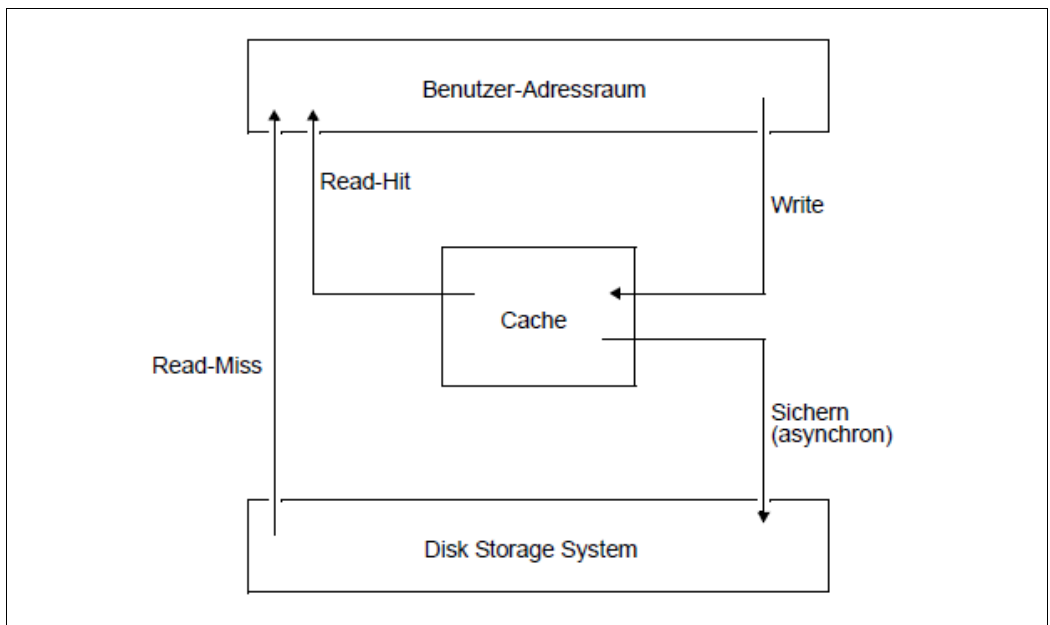 Benutzer-Adressraum
Read-Hit
Write
Cache
Read-Miss
Sichern
(asynchron)
Disk Storage System